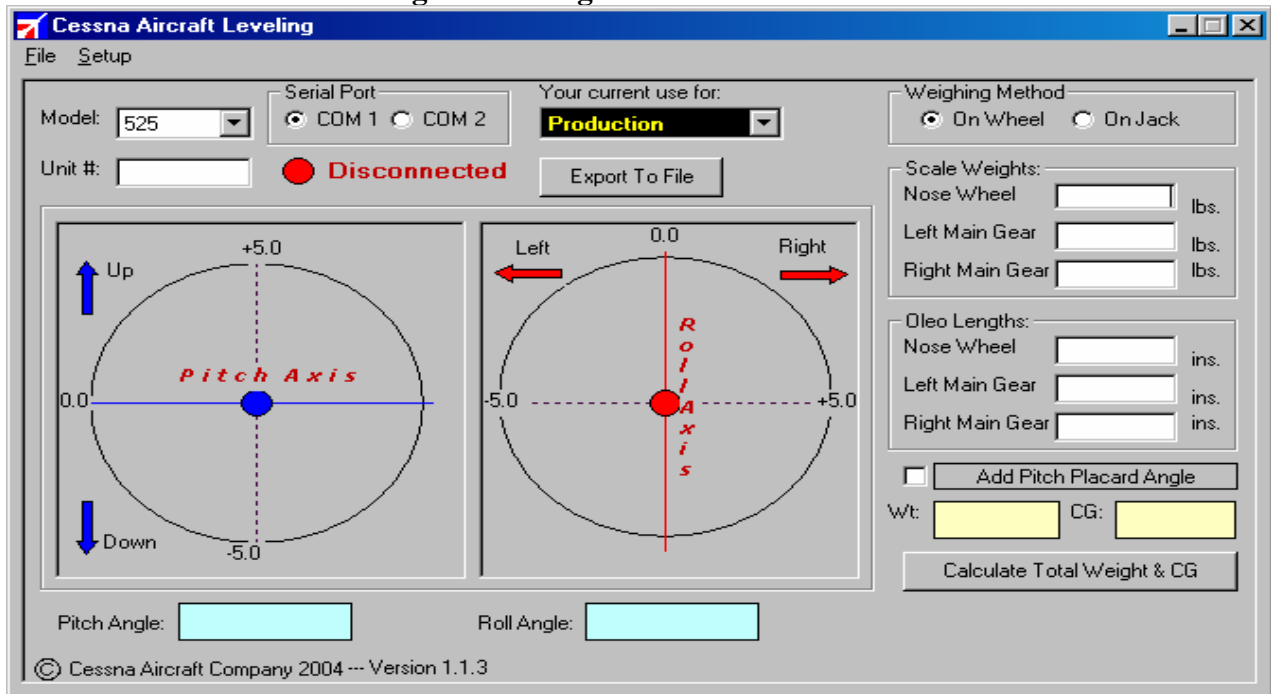 Cessna Aircraft Leveling
File Setup
Model: 525
Serial Port
COM 1 COM 2
Your current use for:
Production
Weighing Method
On Wheel On Jack
Unit #:
Disconnected
Export To File
Scale Weights:
Nose Wheel lbs.
Left Main Gear lbs.
Right Main Gear lbs.
+5.0
Up
Pitch Axis
0.0
Down
-5.0
0.0
Left Right
Roll Axis
-5.0 +5.0
Oleo Lengths:
Nose Wheel ins.
Left Main Gear ins.
Right Main Gear ins.
Add Pitch Placard Angle
Wt: CG:
Calculate Total Weight & CG
Pitch Angle: Roll Angle:
© Cessna Aircraft Company 2004 --- Version 1.1.3